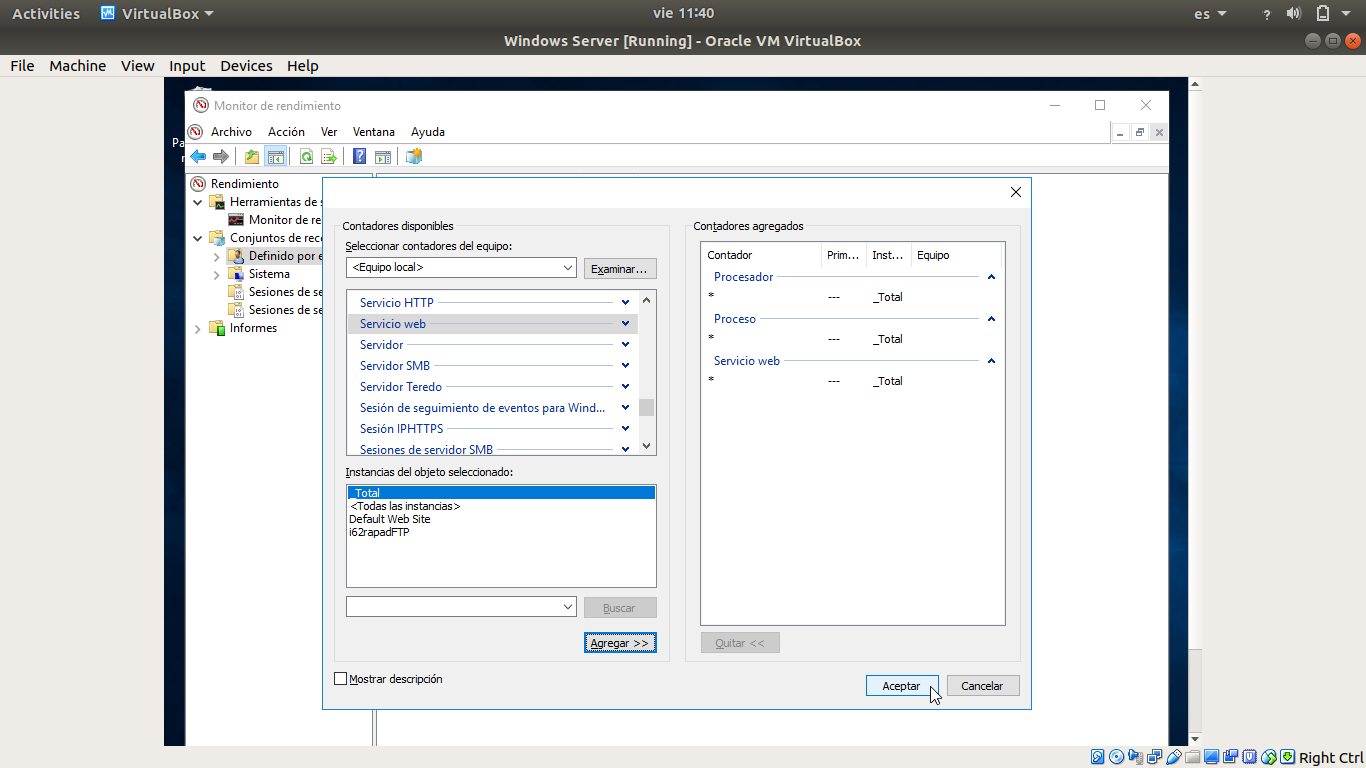 Activities VirtualBox vie 11:40 es ?
Windows Server [Running] - Oracle VM VirtualBox
File Machine View Input Devices Help
Monitor de rendimiento
Archivo Acción Ver Ventana Ayuda
Rendimiento
Herramientas de s
Monitor de re
Conjuntos de reco
Definido por e
Sistema
Sesiones de se
Sesiones de se
Informes
Contadores disponibles
Seleccionar contadores del equipo:
<Equipo local>
Examinar...
Servicio HTTP
Servicio web
Servidor
Servidor SMB
Servidor Teredo
Sesión de seguimiento de eventos para Wind...
Sesión IPHTTPS
Sesiones de servidor SMB
Instancias del objeto seleccionado:
_Total
<Todas las instancias>
Default Web Site
i62rapadFTP
Buscar
Agregar >>
Mostrar descripción
Contadores agregados
Contador Prim... Inst... Equipo
Procesador
* --- _Total
Proceso
* --- _Total
Servicio web
* --- _Total
Quitar <<
Aceptar Cancelar
Right Ctrl